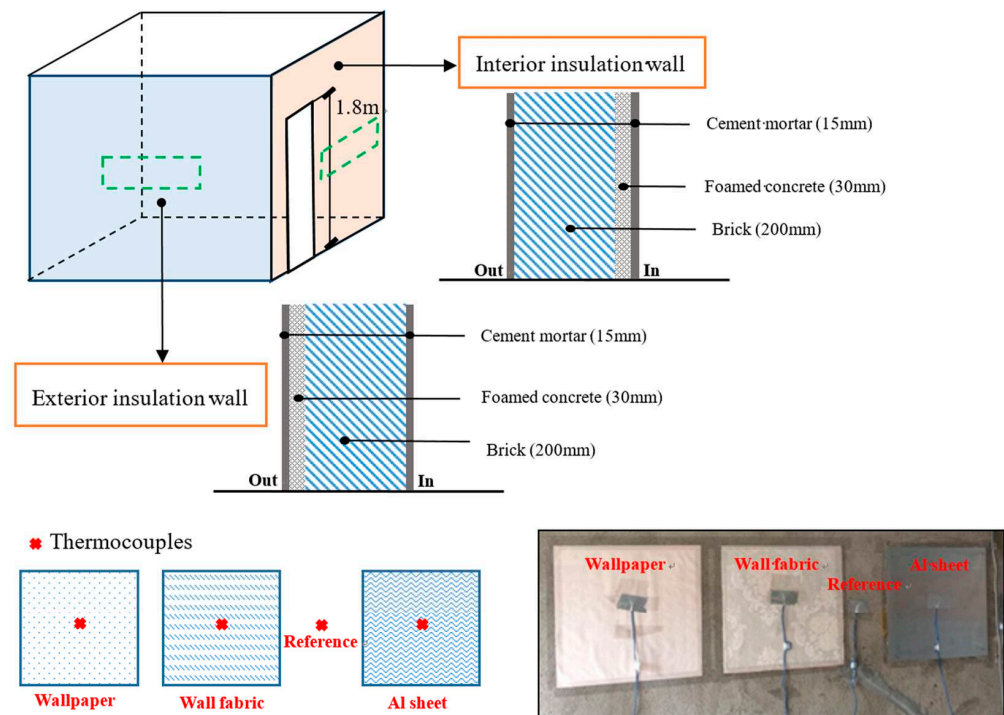 Interior insulation wall
1.8m
Cement mortar (15mm)
Foamed concrete (30mm)
Brick (200mm)
Out
In
Cement mortar (15mm)
Exterior insulation wall
Foamed concrete (30mm)
Brick (200mm)
Out
In
Thermocouples
Reference
Wallpaper
Wall fabric
Al sheet
Wallpaper
Wall fabric
Al sheet
Reference